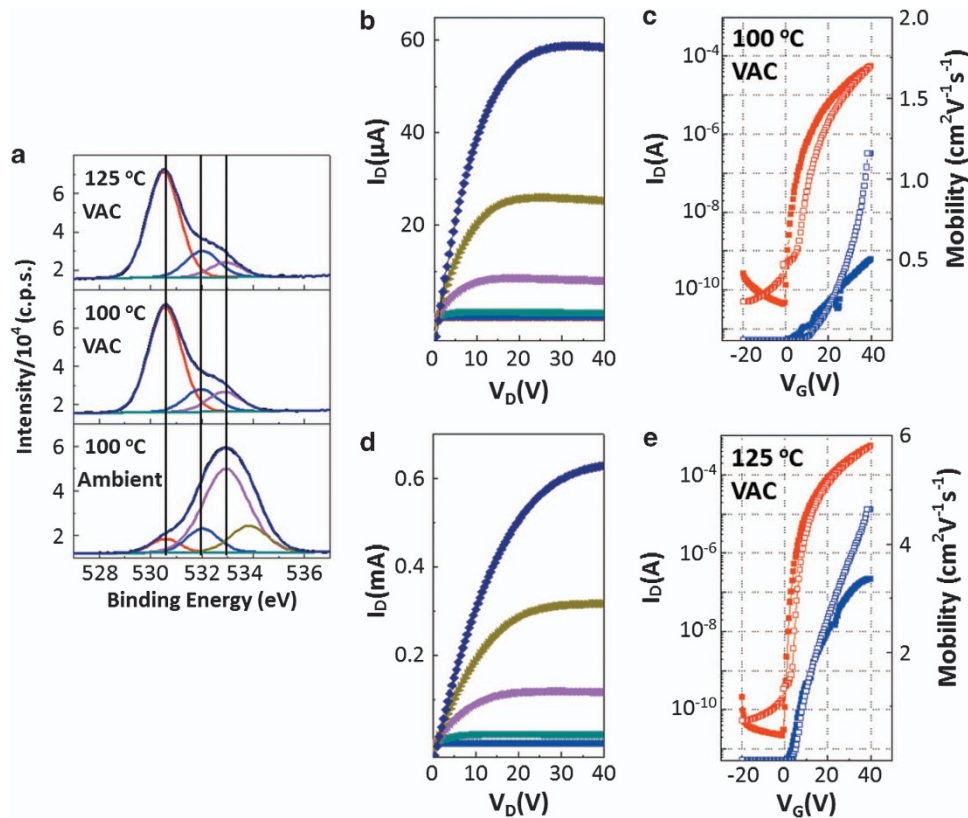 a
125 °C
VAC
6
4
2
100 °C
VAC
6
4
2
100 °C
Ambient
6
4
2
528 530 532 534 536
Binding Energy (eV)
Intensity/10⁴ (c.p.s.)
b
60
40
20
0 10 20 30 40
I_D(µA)
V_D(V)
c
100 °C
VAC
10⁻⁴
10⁻⁶
10⁻⁸
10⁻¹⁰
2.0
1.5
1.0
0.5
-20 0 20 40
I_D(A)
Mobility (cm²V⁻¹s⁻¹)
V_G(V)
d
0.6
0.4
0.2
0 10 20 30 40
I_D(mA)
V_D(V)
e
125 °C
VAC
10⁻⁴
10⁻⁶
10⁻⁸
10⁻¹⁰
6
4
2
-20 0 20 40
I_D(A)
Mobility (cm²V⁻¹s⁻¹)
V_G(V)